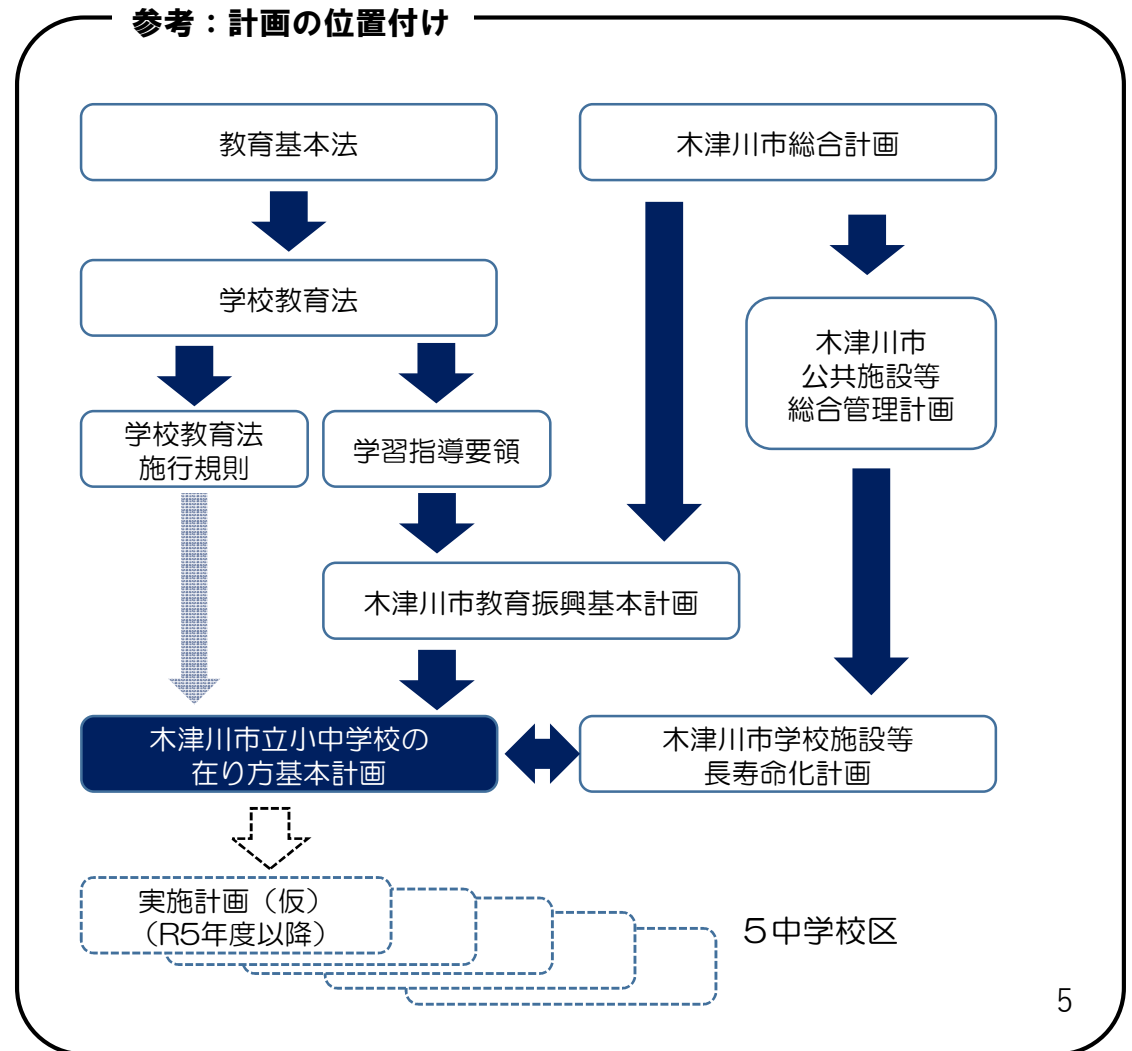 参考：計画の位置付け
教育基本法
木津川市総合計画
学校教育法
木津川市
公共施設等
総合管理計画
学校教育法
施行規則
学習指導要領
木津川市教育振興基本計画
木津川市立小中学校の
在り方基本計画
木津川市学校施設等
長寿命化計画
実施計画（仮）
（R5年度以降）
５中学校区
5